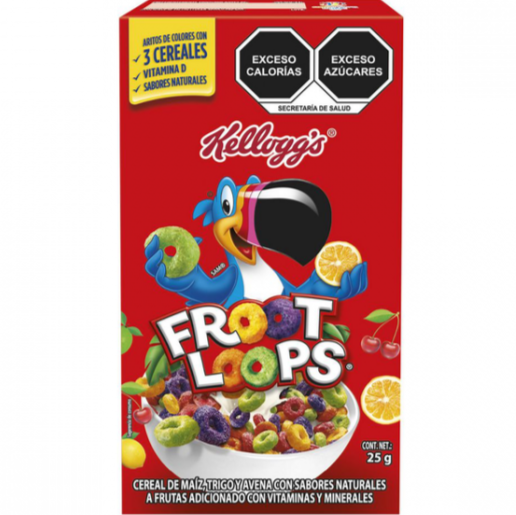 ARITOS DE COLORES CON
✓ 3 CEREALES
✓ VITAMINA D
✓ SABORES NATURALES
EXCESO CALORÍAS
EXCESO AZÚCARES
SECRETARÍA DE SALUD
Kellogg's®
SAM®
FROOT
LOOPS®
CONT. NET.:
25 g
CEREAL DE MAÍZ, TRIGO Y AVENA CON SABORES NATURALES
A FRUTAS ADICIONADO CON VITAMINAS Y MINERALES